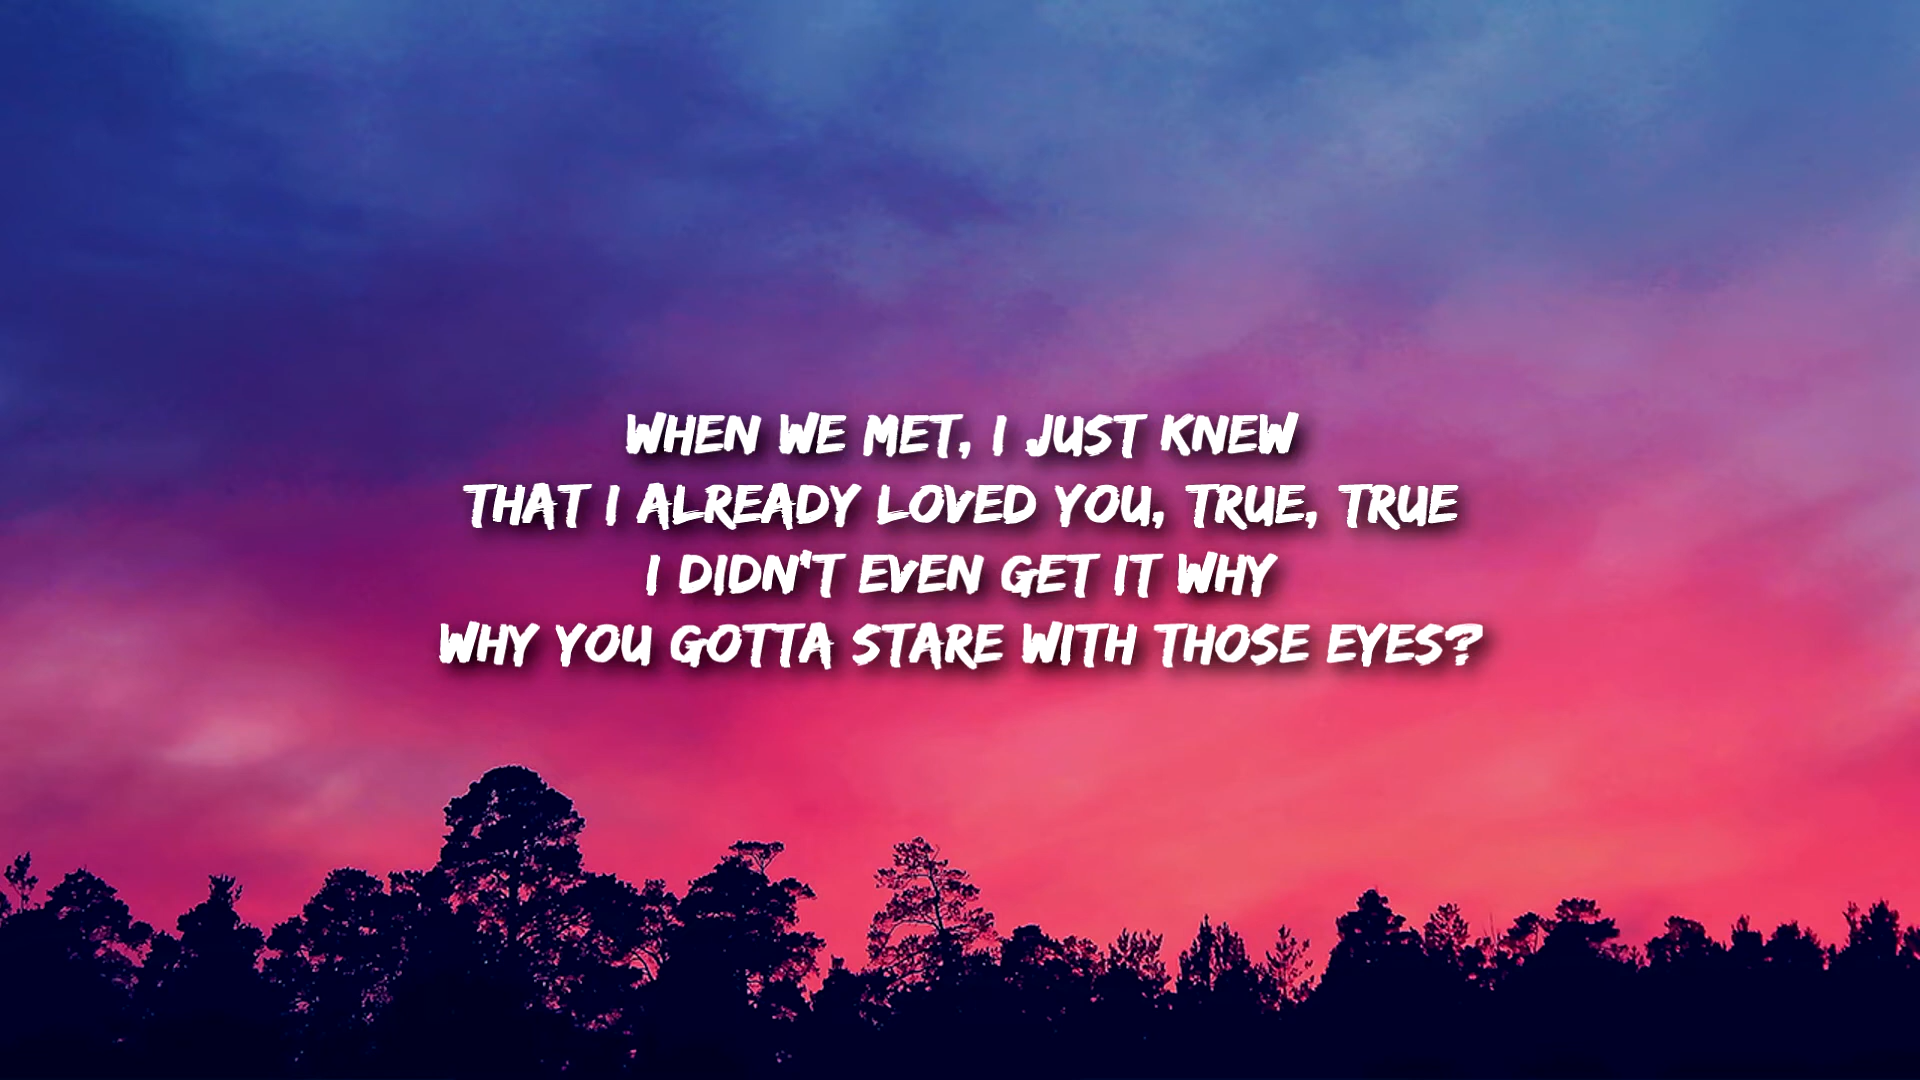 WHEN WE MET, I JUST KNEW
THAT I ALREADY LOVED YOU, TRUE, TRUE
I DIDN'T EVEN GET IT WHY
WHY YOU GOTTA STARE WITH THOSE EYES?